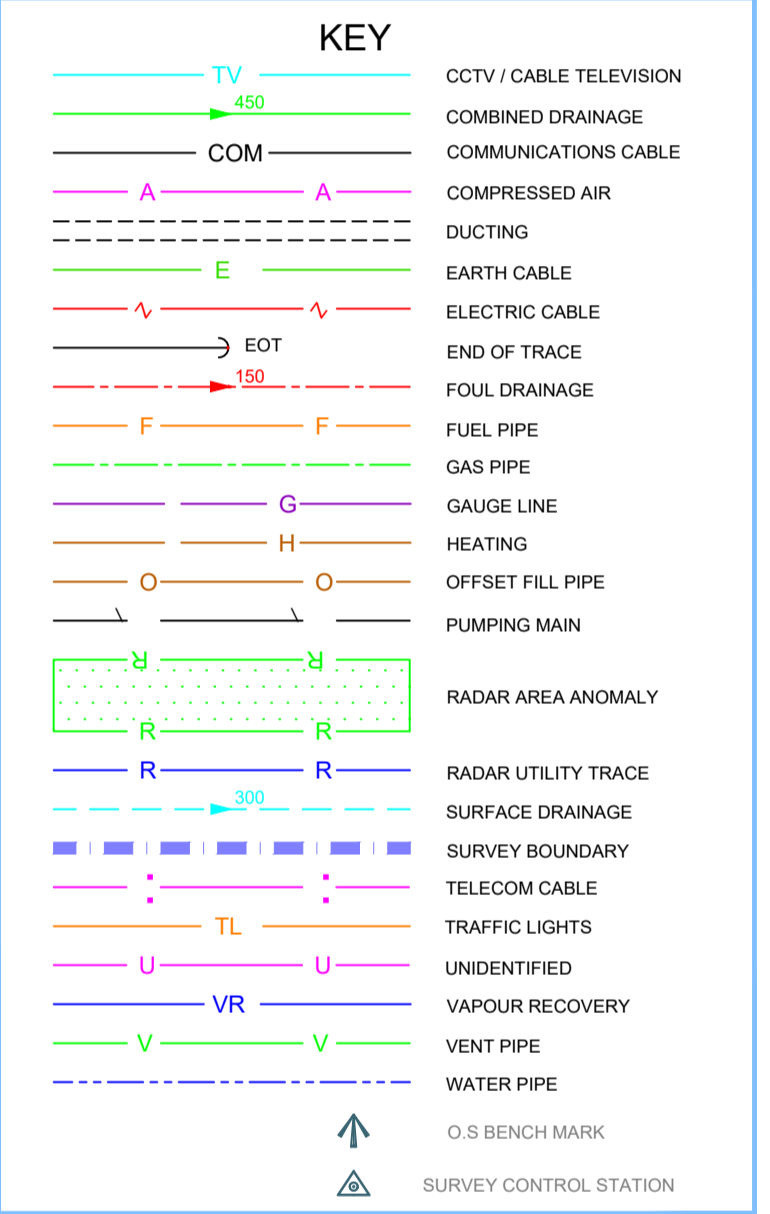 KEY
TV CCTV / CABLE TELEVISION
450 COMBINED DRAINAGE
COM COMMUNICATIONS CABLE
A A COMPRESSED AIR
DUCTING
E EARTH CABLE
ELECTRIC CABLE
EOT END OF TRACE
150 FOUL DRAINAGE
F F FUEL PIPE
GAS PIPE
G GAUGE LINE
H HEATING
O O OFFSET FILL PIPE
PUMPING MAIN
R R
RADAR AREA ANOMALY
R R
R R RADAR UTILITY TRACE
300 SURFACE DRAINAGE
SURVEY BOUNDARY
TELECOM CABLE
TL TRAFFIC LIGHTS
U U UNIDENTIFIED
VR VAPOUR RECOVERY
V V VENT PIPE
WATER PIPE
O.S BENCH MARK
SURVEY CONTROL STATION